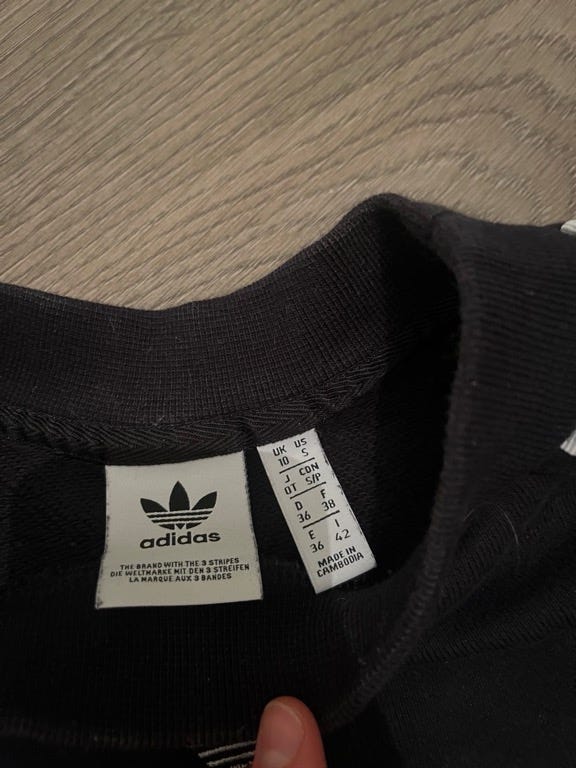 adidas
THE BRAND WITH THE 3 STRIPES
DIE WELTMARKE MIT DEN 3 STREIFEN
LA MARQUE AUX 3 BANDES
UK US
10 S
J CDN
OT S/P
D F
36 38
E I
36 42
MADE IN
CAMBODIA